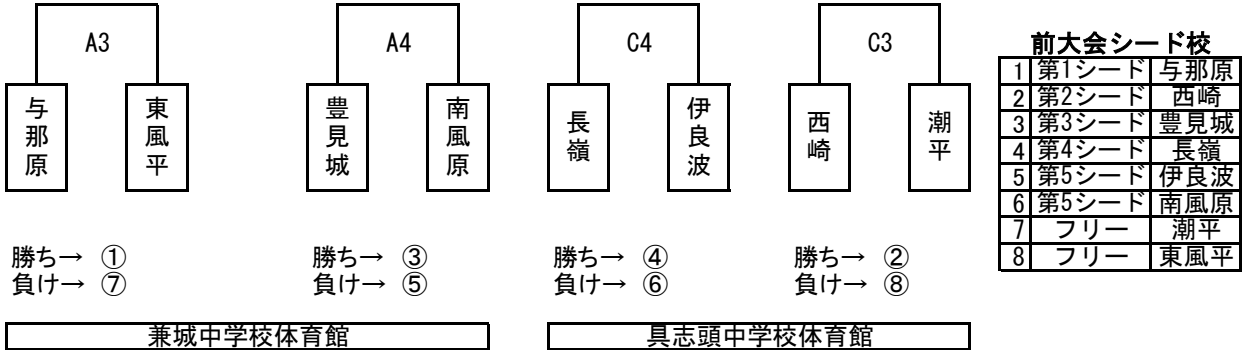 A3
A4
C4
C3
与那原
東風平
豊見城
南風原
長嶺
伊良波
西崎
潮平
勝ち→ ①
負け→ ⑦
勝ち→ ③
負け→ ⑤
勝ち→ ④
負け→ ⑥
勝ち→ ②
負け→ ⑧
兼城中学校体育館
具志頭中学校体育館
前大会シード校
1 第1シード 与那原
2 第2シード 西崎
3 第3シード 豊見城
4 第4シード 長嶺
5 第5シード 伊良波
6 第5シード 南風原
7 フリー 潮平
8 フリー 東風平